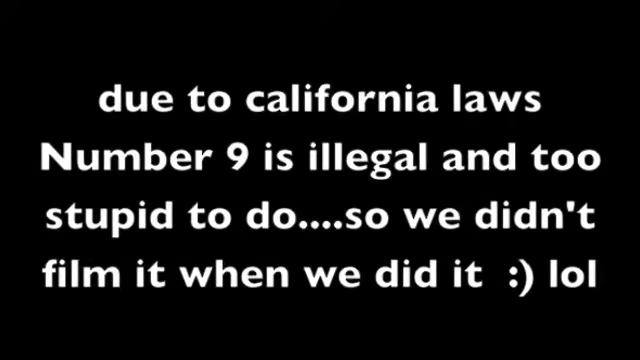 due to california laws
Number 9 is illegal and too
stupid to do....so we didn't
film it when we did it  :) lol